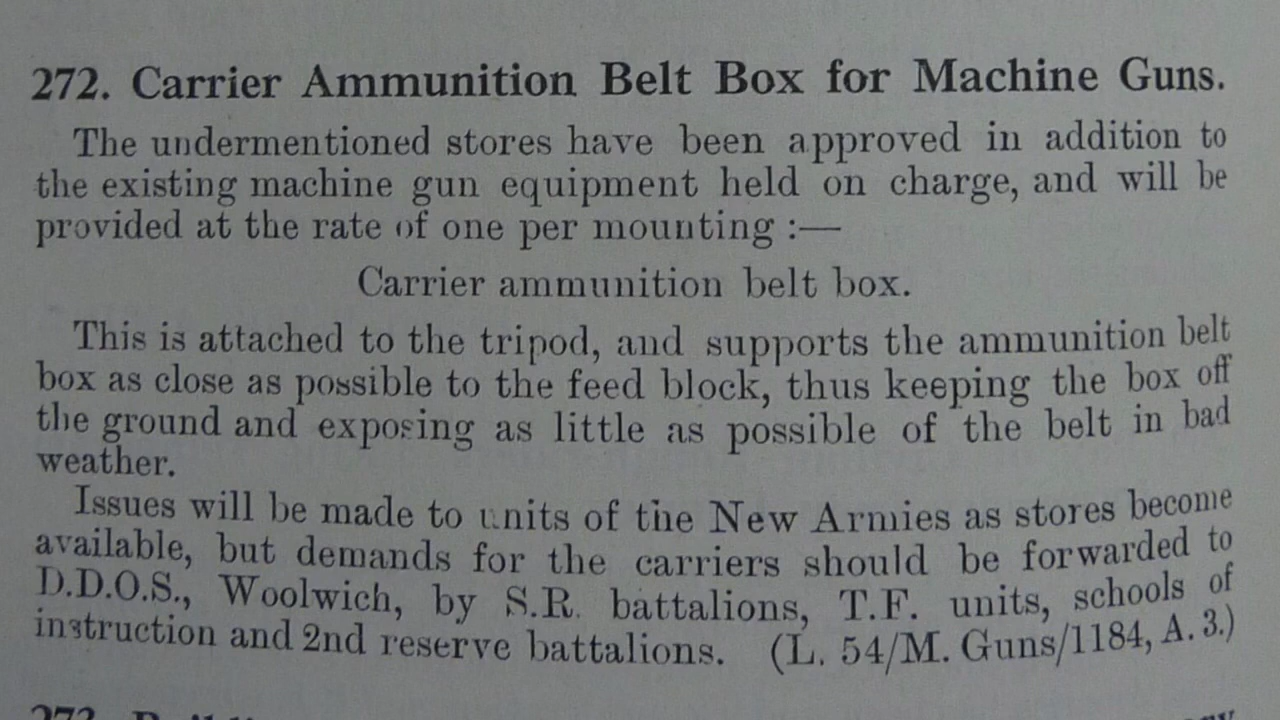 272. Carrier Ammunition Belt Box for Machine Guns.
The undermentioned stores have been approved in addition to
the existing machine gun equipment held on charge, and will be
provided at the rate of one per mounting :—
Carrier ammunition belt box.
This is attached to the tripod, and supports the ammunition belt
box as close as possible to the feed block, thus keeping the box off
the ground and exposing as little as possible of the belt in bad
weather.
Issues will be made to units of the New Armies as stores become
available, but demands for the carriers should be forwarded to
D.D.O.S., Woolwich, by S.R. battalions, T.F. units, schools of
instruction and 2nd reserve battalions. (L. 54/M. Guns/1184, A. 3.)